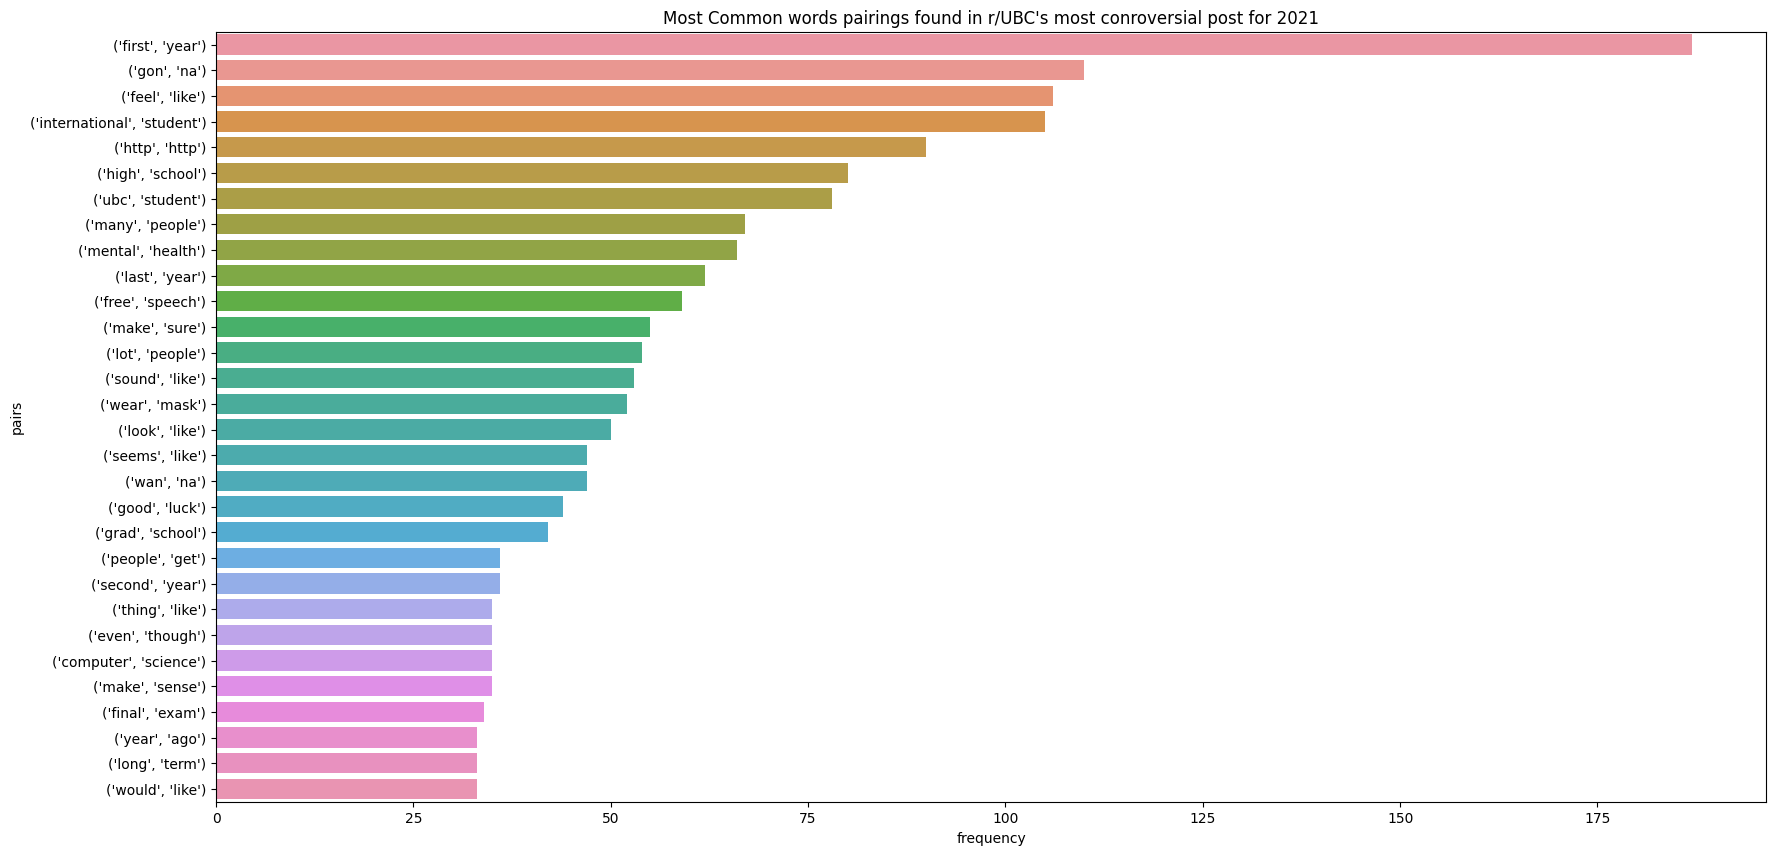 Most Common words pairings found in r/UBC's most conroversial post for 2021
('first', 'year')
('gon', 'na')
('feel', 'like')
('international', 'student')
('http', 'http')
('high', 'school')
('ubc', 'student')
('many', 'people')
('mental', 'health')
('last', 'year')
('free', 'speech')
('make', 'sure')
('lot', 'people')
('sound', 'like')
('wear', 'mask')
('look', 'like')
('seems', 'like')
('wan', 'na')
('good', 'luck')
('grad', 'school')
('people', 'get')
('second', 'year')
('thing', 'like')
('even', 'though')
('computer', 'science')
('make', 'sense')
('final', 'exam')
('year', 'ago')
('long', 'term')
('would', 'like')
pairs
0 25 50 75 100 125 150 175
frequency